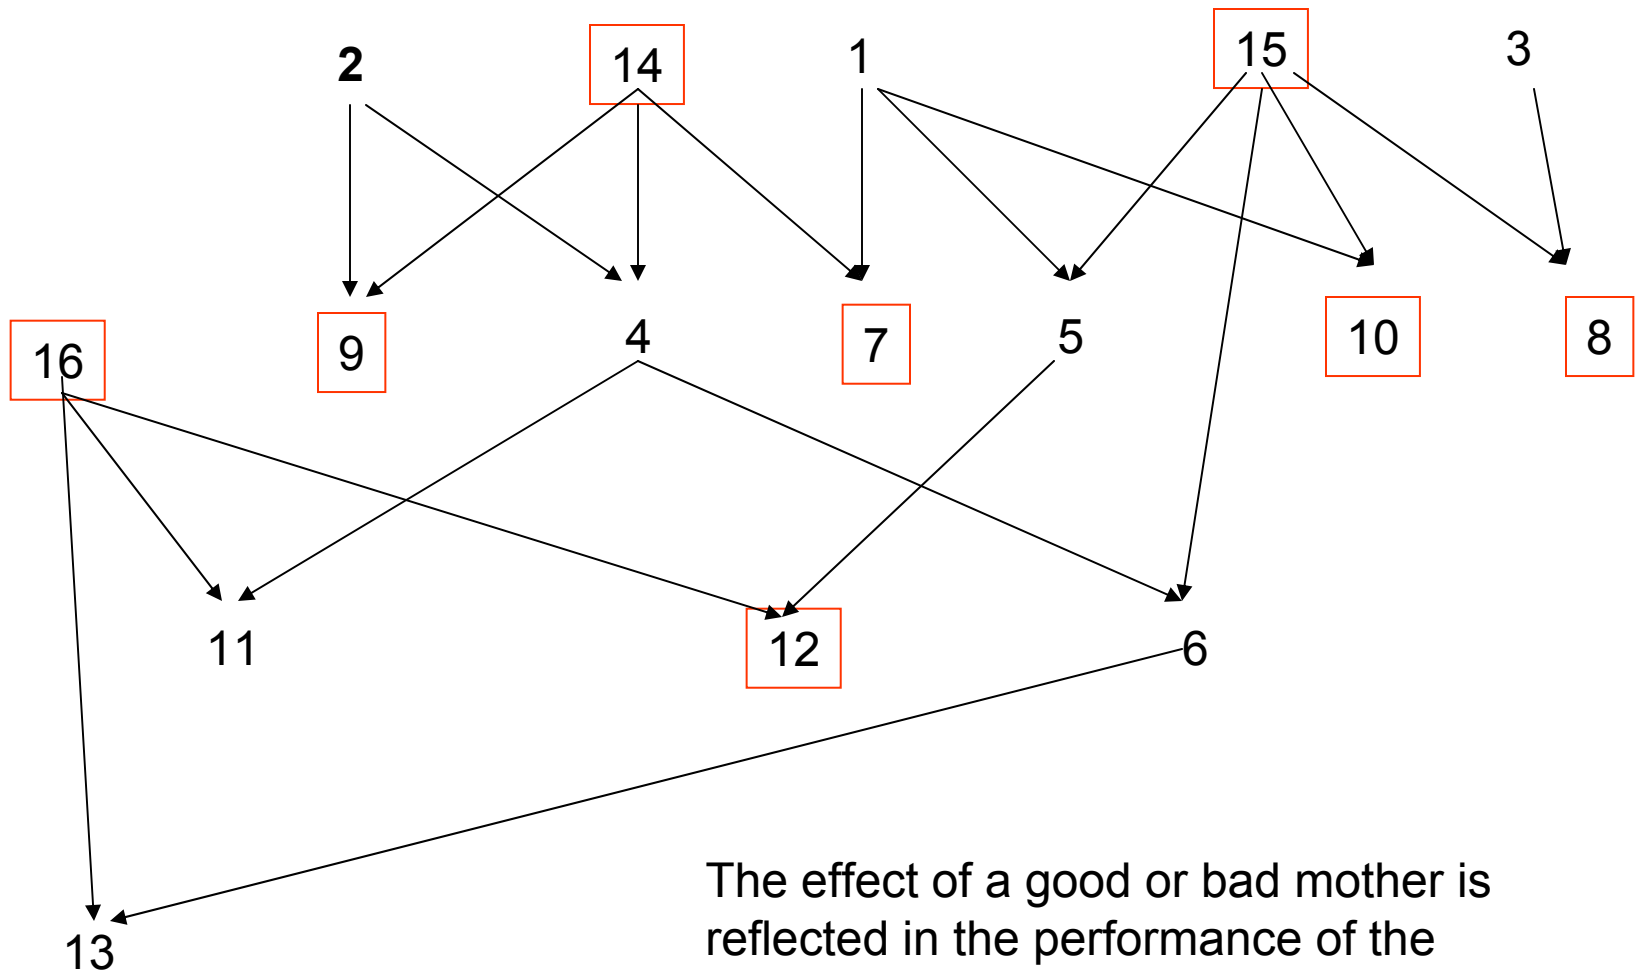 2 14 1 15 3
16 9 4 7 5 10 8
11 12 6
13
The effect of a good or bad mother is
reflected in the performance of the